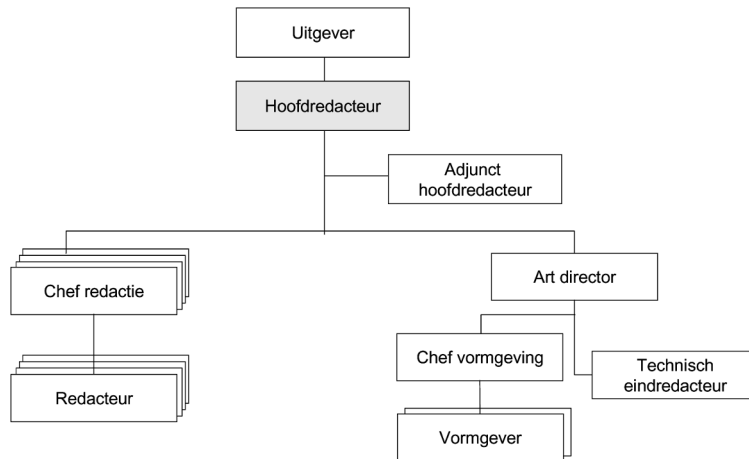 Uitgever
Hoofdredacteur
Adjunct
hoofdredacteur
Chef redactie
Art director
Chef vormgeving
Technisch
eindredacteur
Redacteur
Vormgever